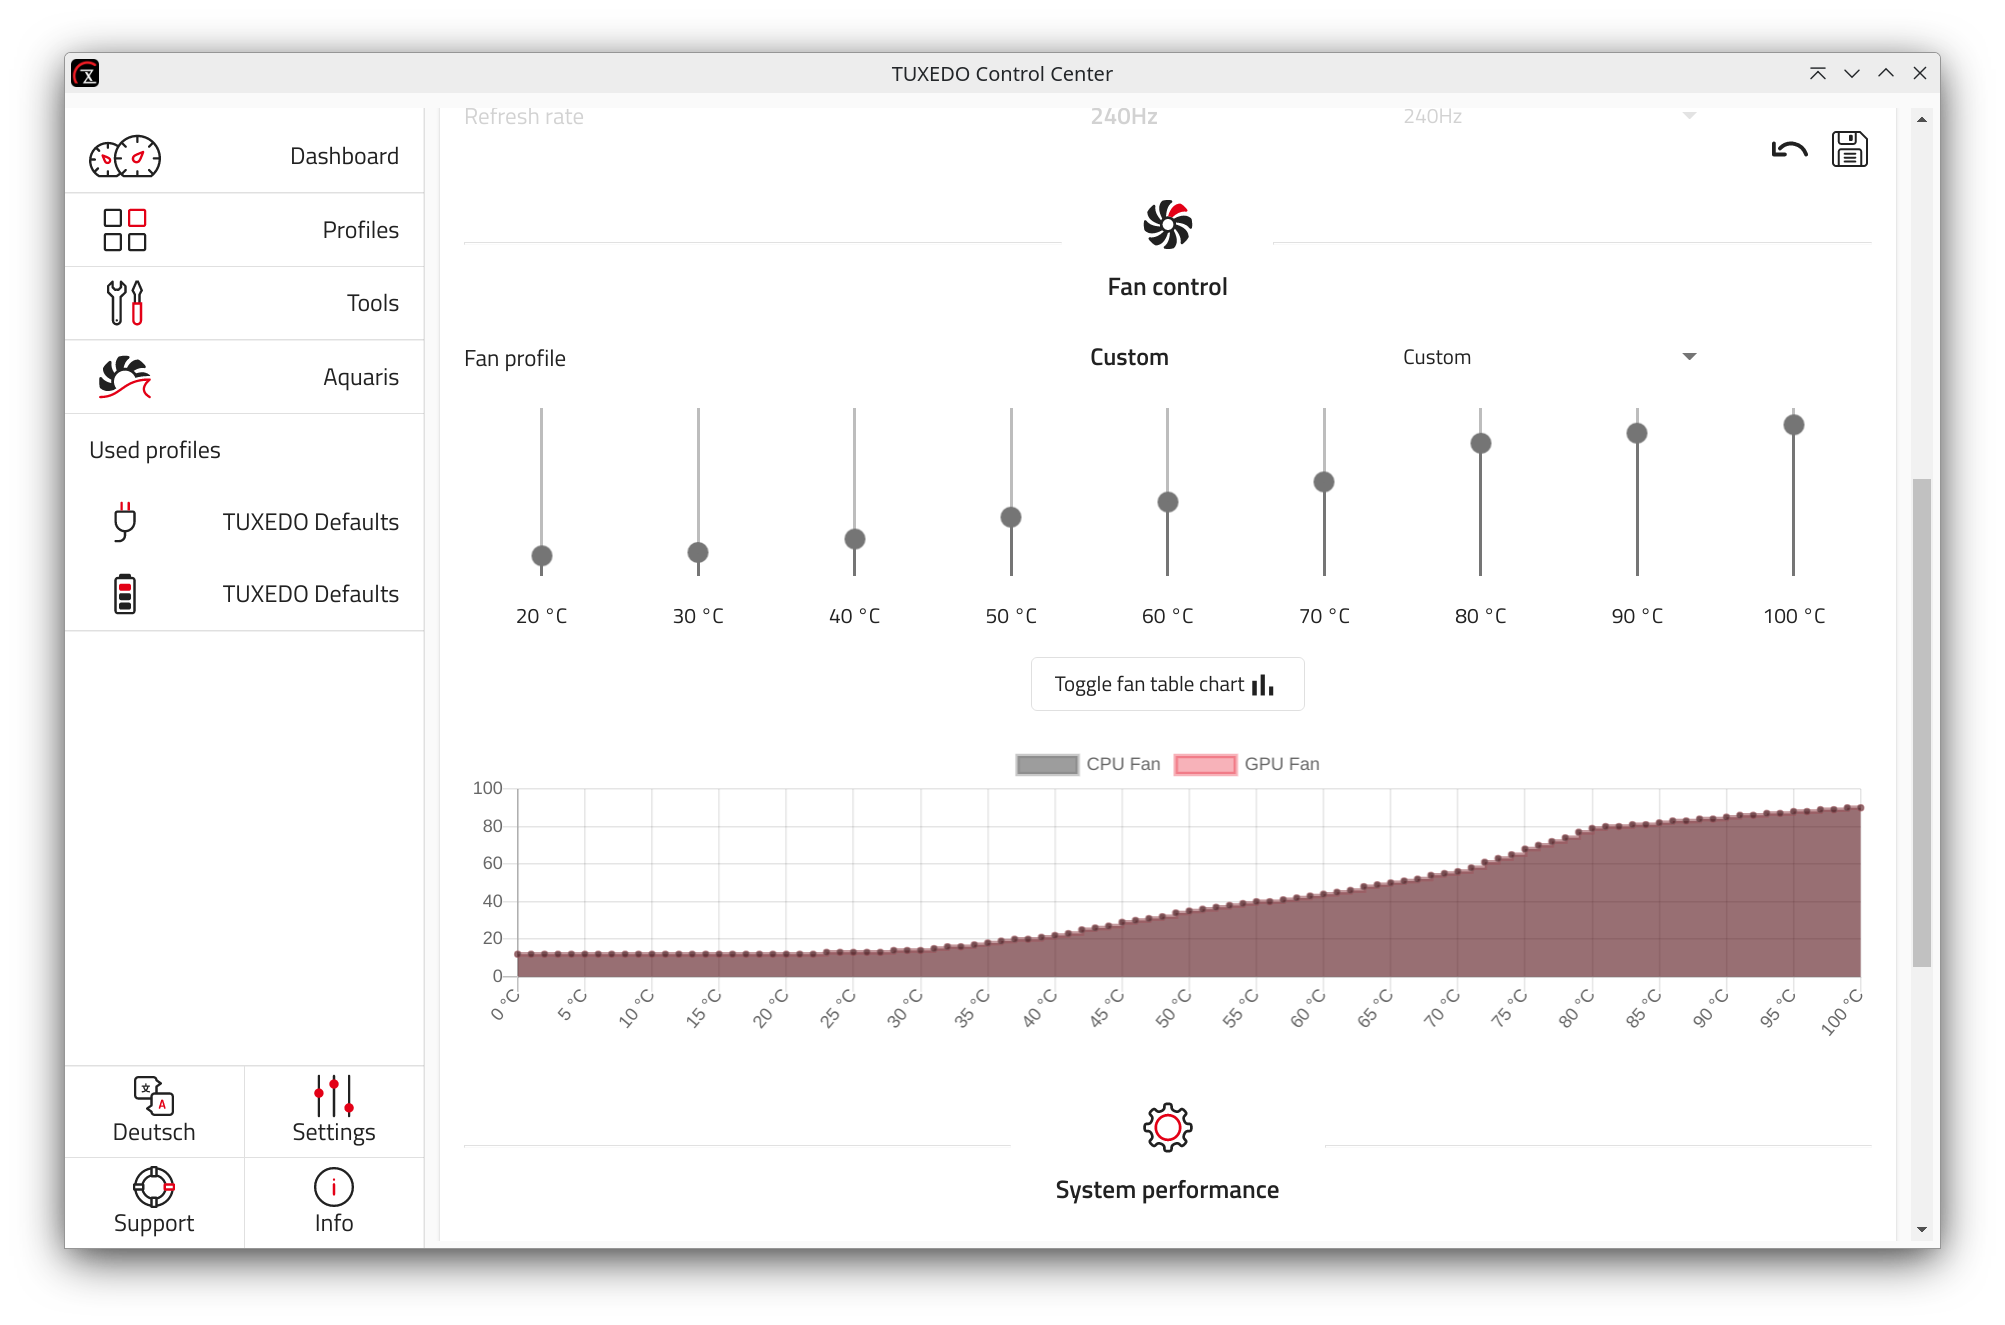 TUXEDO Control Center
Dashboard
Profiles
Tools
Aquaris
Used profiles
TUXEDO Defaults
TUXEDO Defaults
Deutsch
Settings
Support
Info
Refresh rate 240Hz 240Hz
Fan control
Fan profile Custom Custom
20 °C 30 °C 40 °C 50 °C 60 °C 70 °C 80 °C 90 °C 100 °C
Toggle fan table chart
CPU Fan GPU Fan
100
80
60
40
20
0
0 °C 5 °C 10 °C 15 °C 20 °C 25 °C 30 °C 35 °C 40 °C 45 °C 50 °C 55 °C 60 °C 65 °C 70 °C 75 °C 80 °C 85 °C 90 °C 95 °C 100 °C
System performance